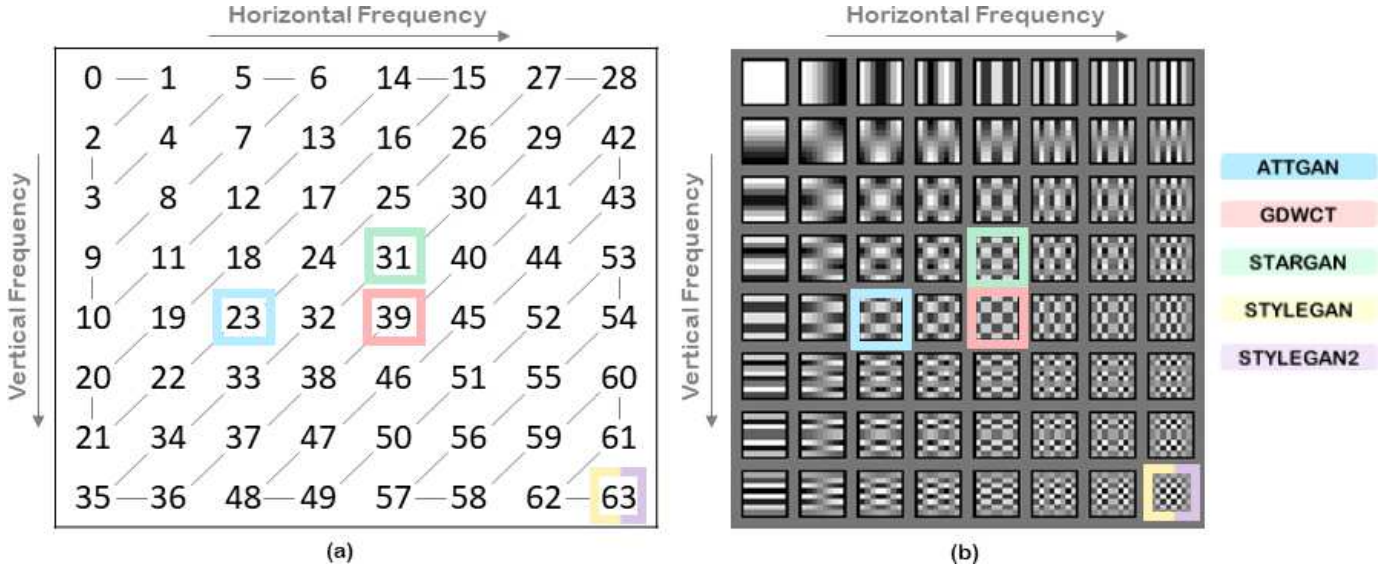 Horizontal Frequency
Vertical Frequency
0 1 5 6 14 15 27 28
2 4 7 13 16 26 29 42
3 8 12 17 25 30 41 43
9 11 18 24 31 40 44 53
10 19 23 32 39 45 52 54
20 22 33 38 46 51 55 60
21 34 37 47 50 56 59 61
35 36 48 49 57 58 62 63
(a)
Horizontal Frequency
Vertical Frequency
(b)
ATTGAN
GDWCT
STARGAN
STYLEGAN
STYLEGAN2